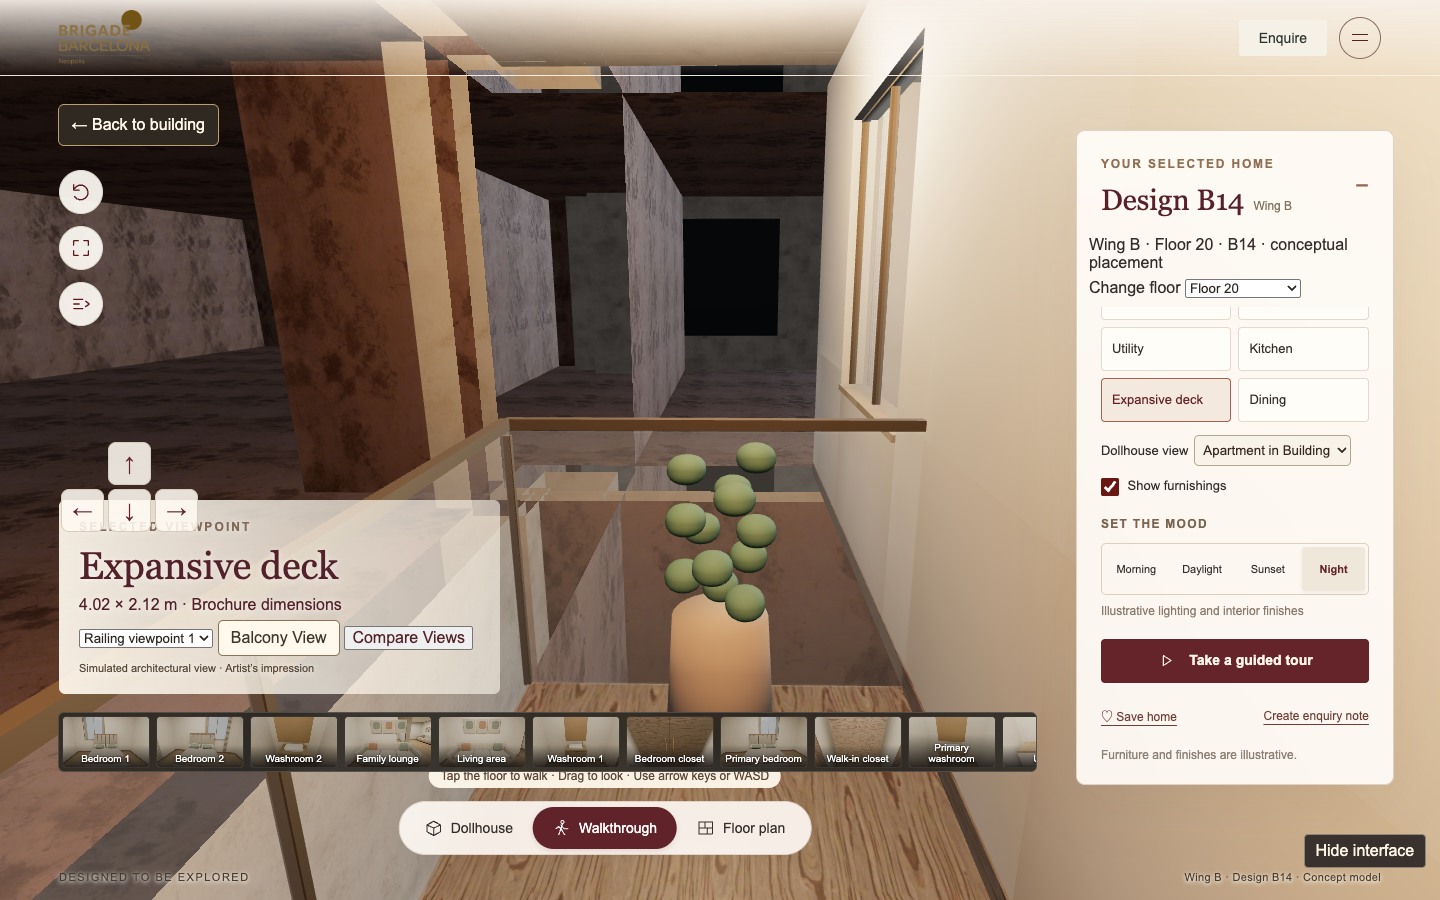 BRIGADE
BARCELONA
Neopolis
Enquire
← Back to building
YOUR SELECTED HOME
Design B14 Wing B
Wing B · Floor 20 · B14 · conceptual
placement
Change floor Floor 20
Utility
Kitchen
Expansive deck
Dining
Dollhouse view Apartment in Building
Show furnishings
SET THE MOOD
Morning
Daylight
Sunset
Night
Illustrative lighting and interior finishes
Take a guided tour
♡ Save home
Create enquiry note
Furniture and finishes are illustrative.
↑
← ↓ →
SELECTED VIEWPOINT
Expansive deck
4.02 × 2.12 m · Brochure dimensions
Railing viewpoint 1
Balcony View
Compare Views
Simulated architectural view · Artist's impression
Bedroom 1
Bedroom 2
Washroom 2
Family lounge
Living area
Washroom 1
Bedroom closet
Primary bedroom
Walk-in closet
Primary
washroom
Tap the floor to walk · Drag to look · Use arrow keys or WASD
Dollhouse
Walkthrough
Floor plan
Hide interface
DESIGNED TO BE EXPLORED
Wing B · Design B14 · Concept model